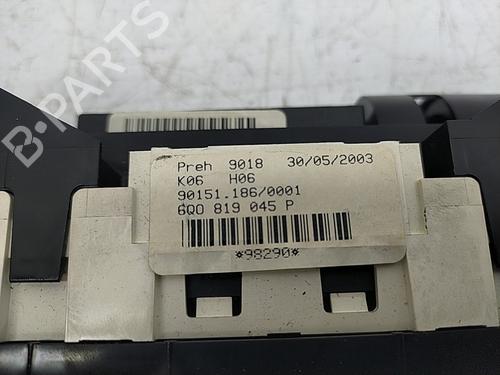 B-PARTS
Preh 9018 30/05/2003
K06 H06
90151.186/0001
6Q0 819 045 P
*98290*